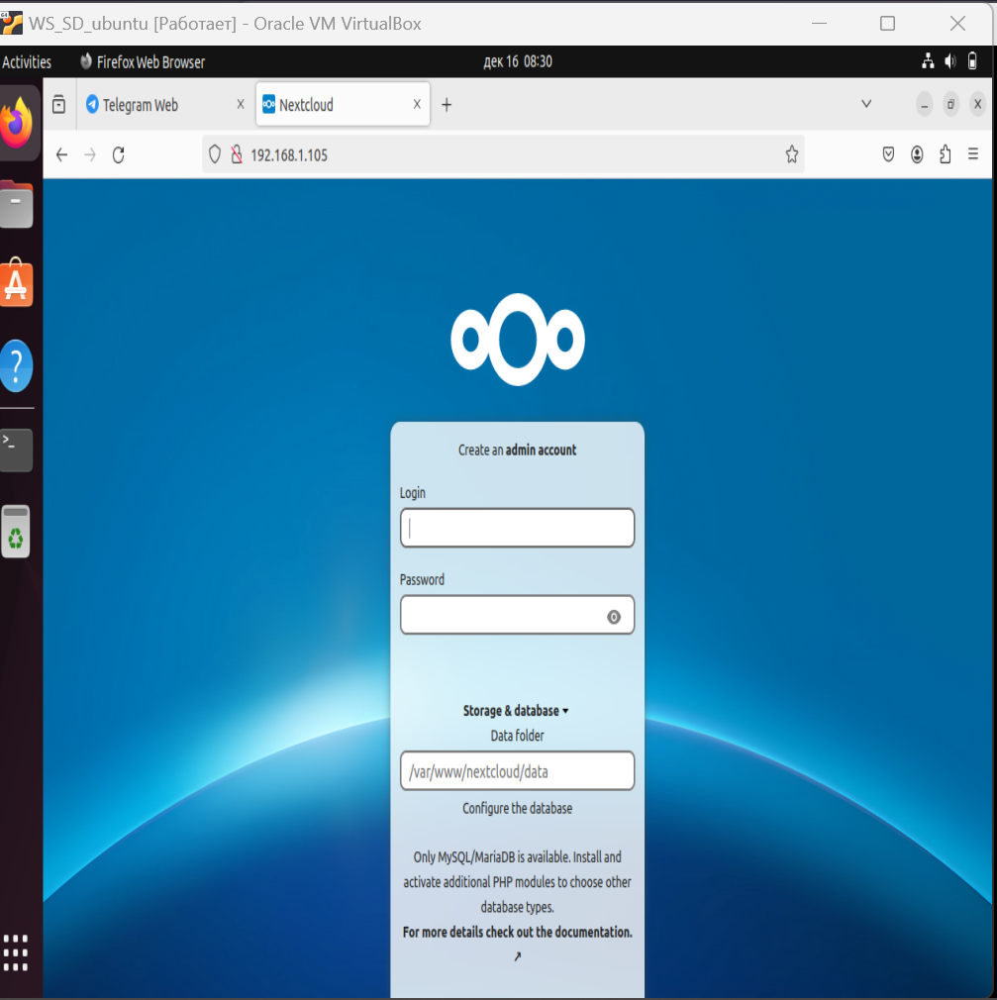 WS_SD_ubuntu [Работает] - Oracle VM VirtualBox
Activities
Firefox Web Browser
дек 16 08:30
Telegram Web
Nextcloud
192.168.1.105
Create an admin account
Login
Password
Storage & database
Data folder
/var/www/nextcloud/data
Configure the database
Only MySQL/MariaDB is available. Install and
activate additional PHP modules to choose other
database types.
For more details check out the documentation.
↗